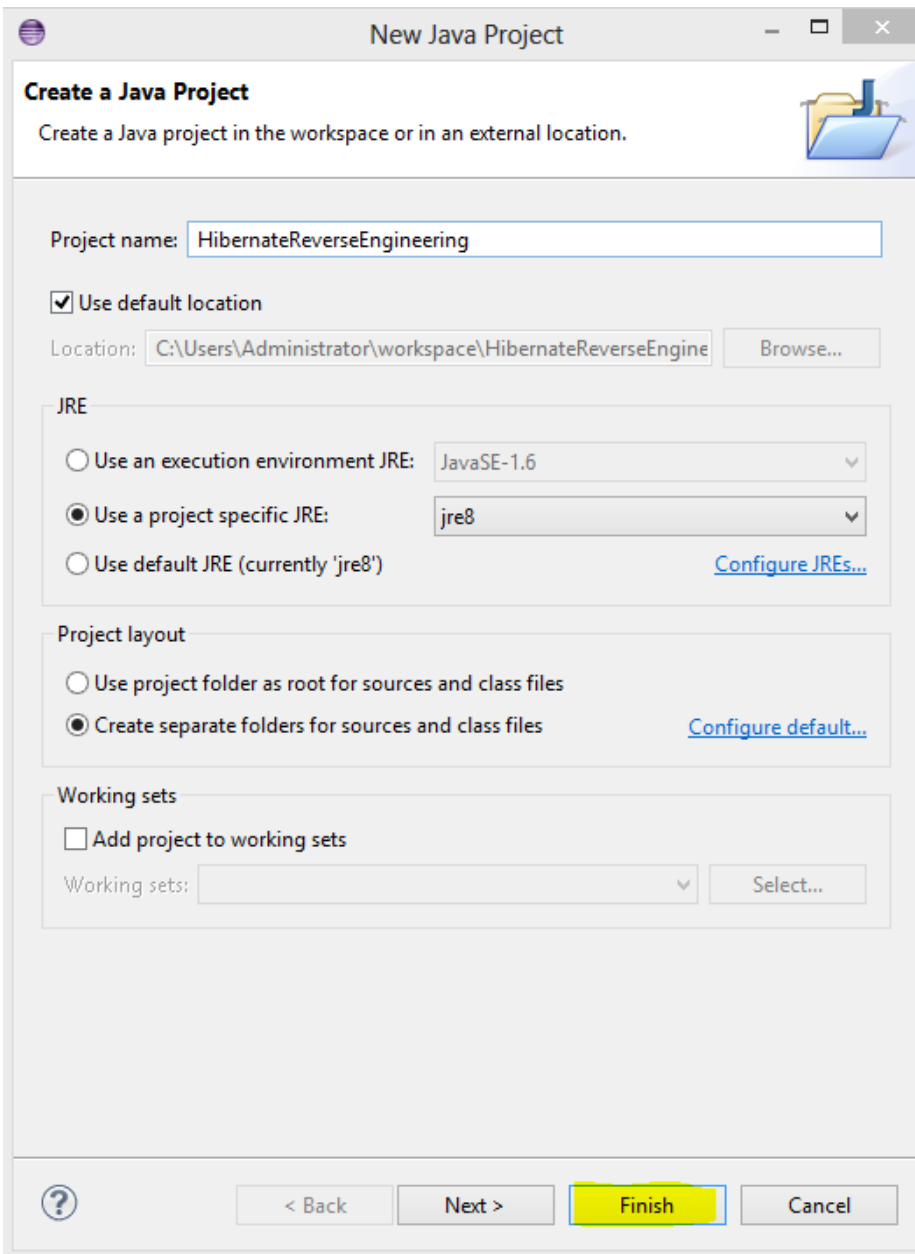 New Java Project
Create a Java Project
Create a Java project in the workspace or in an external location.
Project name: HibernateReverseEngineering
Use default location
Location: C:\Users\Administrator\workspace\HibernateReverseEngine Browse...
JRE
Use an execution environment JRE: JavaSE-1.6
Use a project specific JRE: jre8
Use default JRE (currently 'jre8') Configure JREs...
Project layout
Use project folder as root for sources and class files
Create separate folders for sources and class files Configure default...
Working sets
Add project to working sets
Working sets: Select...
? < Back Next > Finish Cancel